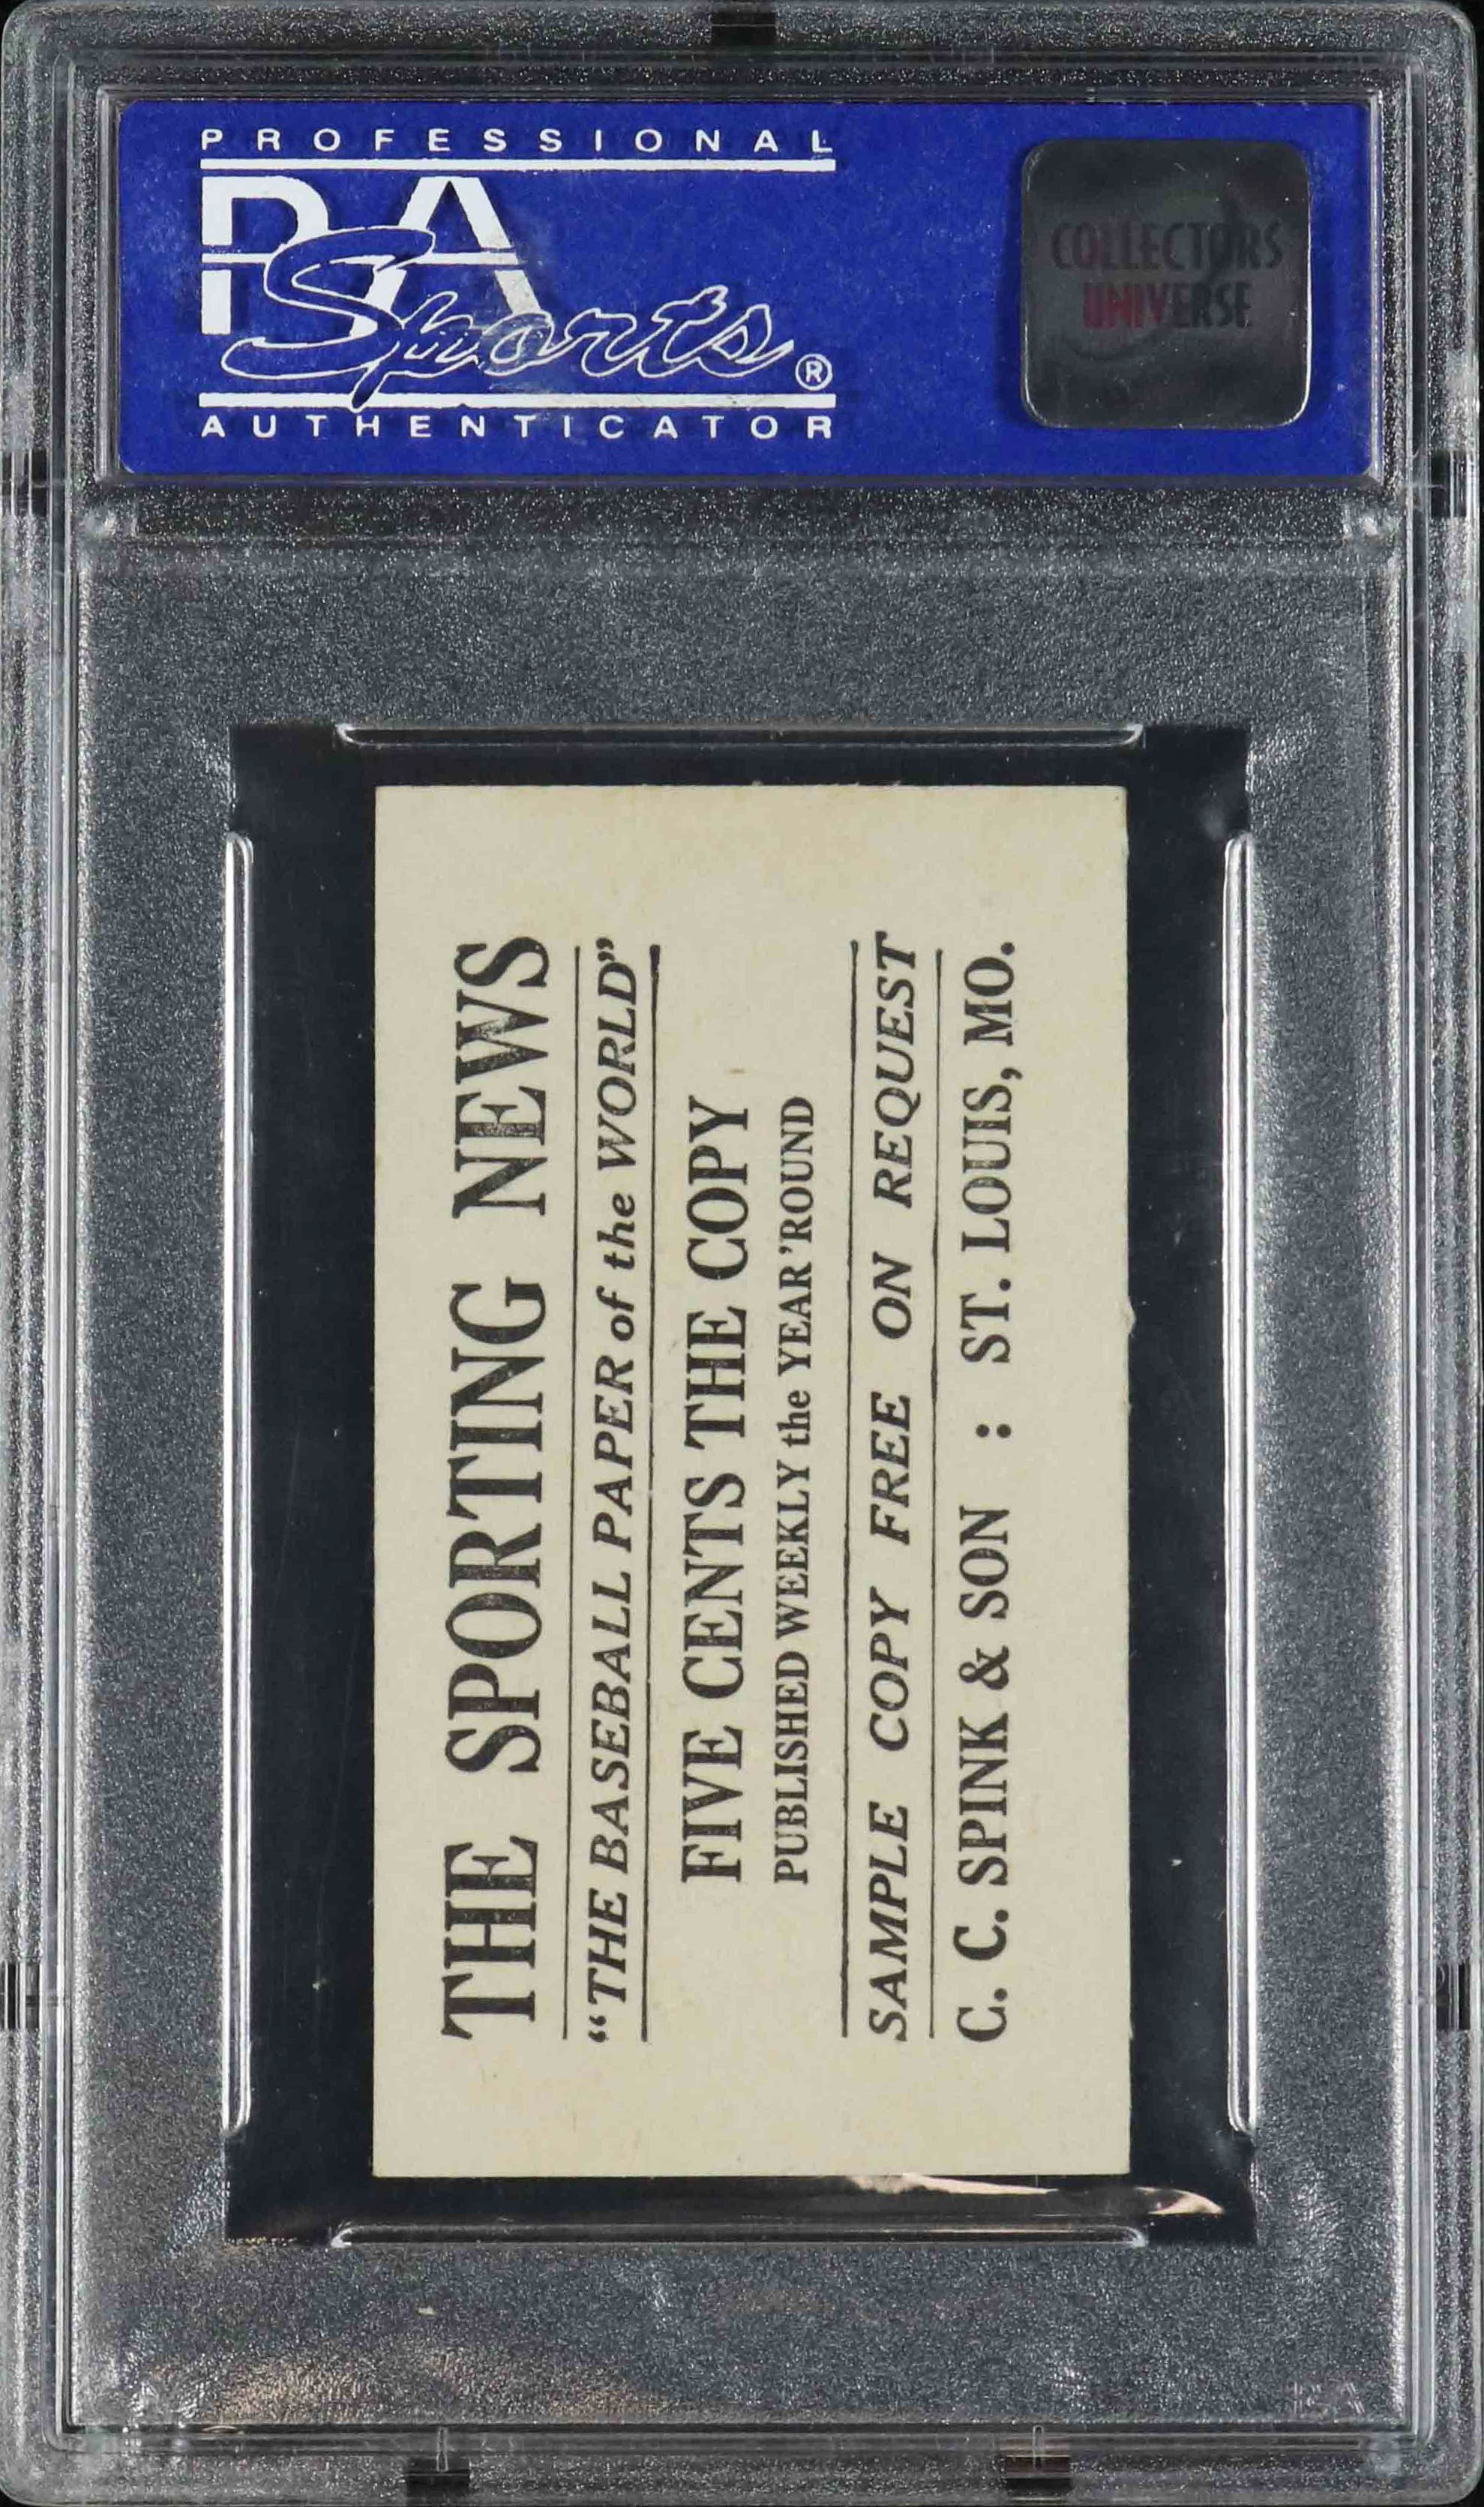 PROFESSIONAL
PSA
Sports®
AUTHENTICATOR
COLLECTORS
UNIVERSE
THE SPORTING NEWS
“THE BASEBALL PAPER of the WORLD”
FIVE CENTS THE COPY
PUBLISHED WEEKLY the YEAR'ROUND
SAMPLE COPY FREE ON REQUEST
C. C. SPINK & SON : ST. LOUIS, MO.